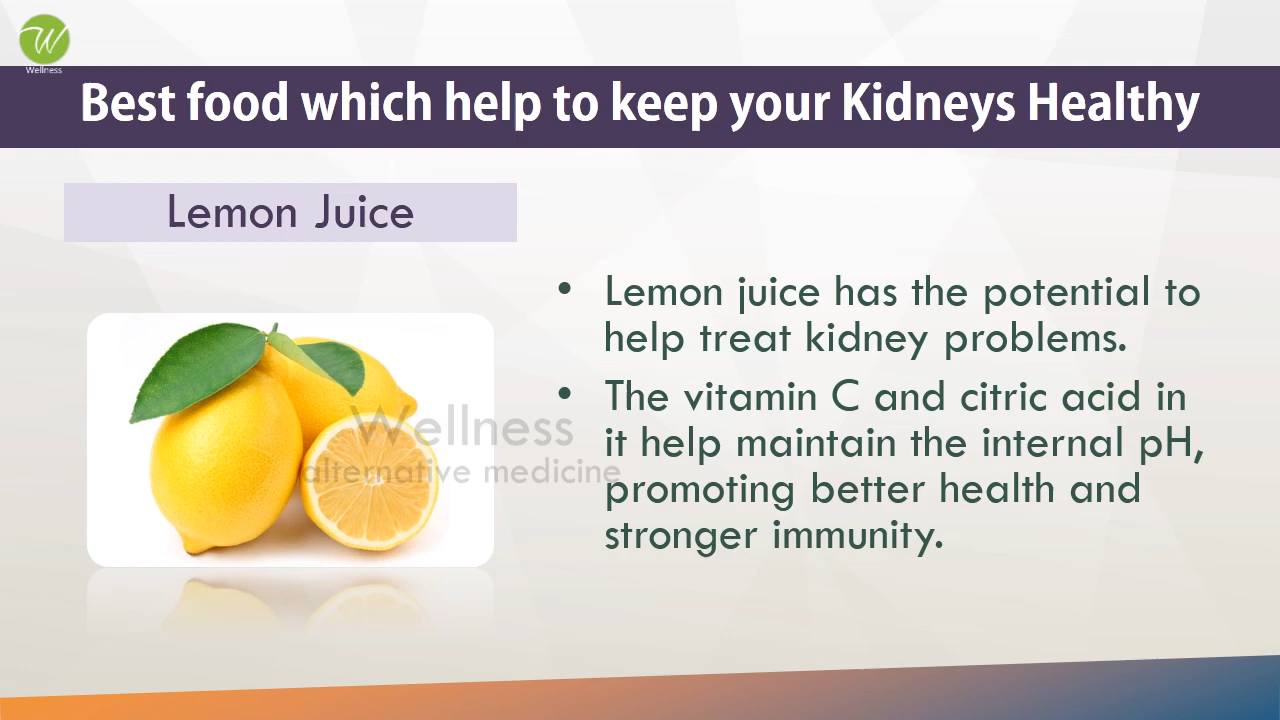 Wellness
Best food which help to keep your Kidneys Healthy
Lemon Juice
• Lemon juice has the potential to
help treat kidney problems.
• The vitamin C and citric acid in
it help maintain the internal pH,
promoting better health and
stronger immunity.
Wellness
alternative medicine